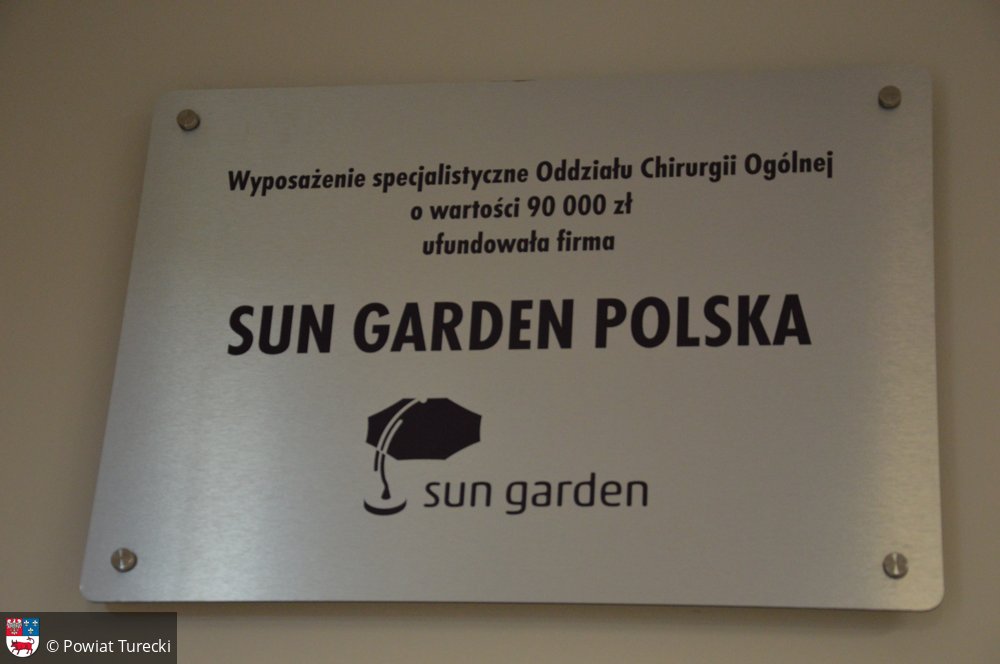 Wyposażenie specjalistyczne Oddziału Chirurgii Ogólnej
o wartości 90 000 zł
ufundowała firma
SUN GARDEN POLSKA
sun garden
© Powiat Turecki